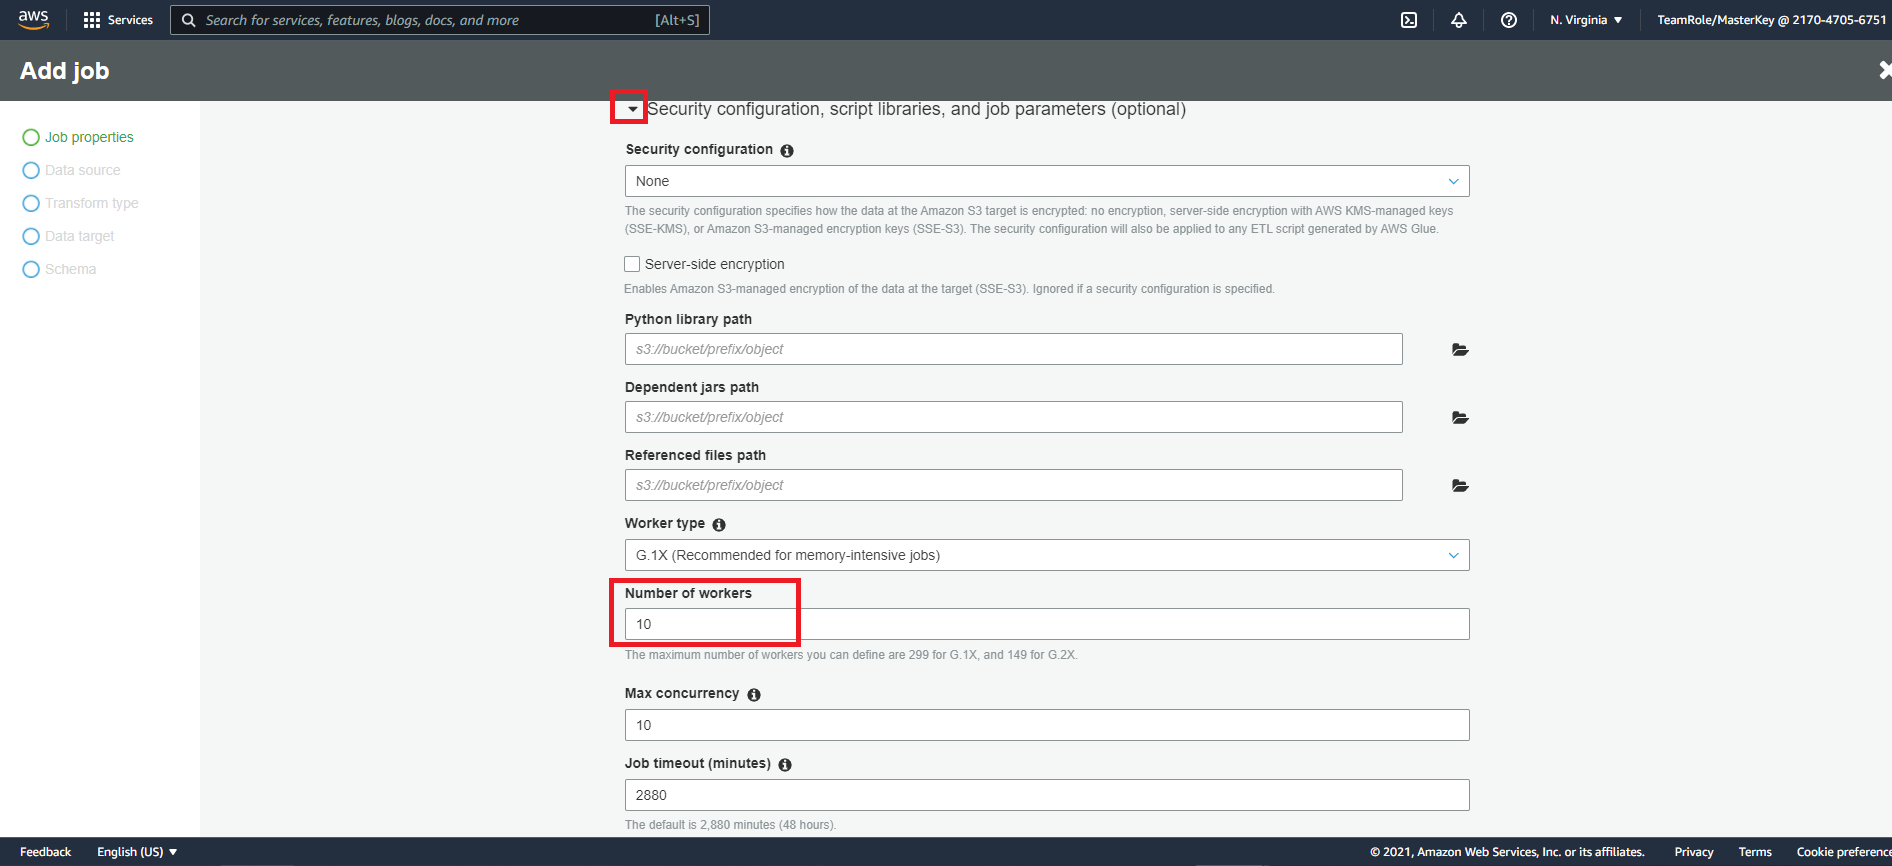 aws
Services
Search for services, features, blogs, docs, and more
[Alt+S]
N. Virginia
TeamRole/MasterKey @ 2170-4705-6751
Add job
Job properties
Data source
Transform type
Data target
Schema
Security configuration, script libraries, and job parameters (optional)
Security configuration
None
The security configuration specifies how the data at the Amazon S3 target is encrypted: no encryption, server-side encryption with AWS KMS-managed keys
(SSE-KMS), or Amazon S3-managed encryption keys (SSE-S3). The security configuration will also be applied to any ETL script generated by AWS Glue.
Server-side encryption
Enables Amazon S3-managed encryption of the data at the target (SSE-S3). Ignored if a security configuration is specified.
Python library path
s3://bucket/prefix/object
Dependent jars path
s3://bucket/prefix/object
Referenced files path
s3://bucket/prefix/object
Worker type
G.1X (Recommended for memory-intensive jobs)
Number of workers
10
The maximum number of workers you can define are 299 for G.1X, and 149 for G.2X.
Max concurrency
10
Job timeout (minutes)
2880
The default is 2,880 minutes (48 hours).
Feedback
English (US)
© 2021, Amazon Web Services, Inc. or its affiliates.
Privacy
Terms
Cookie preference